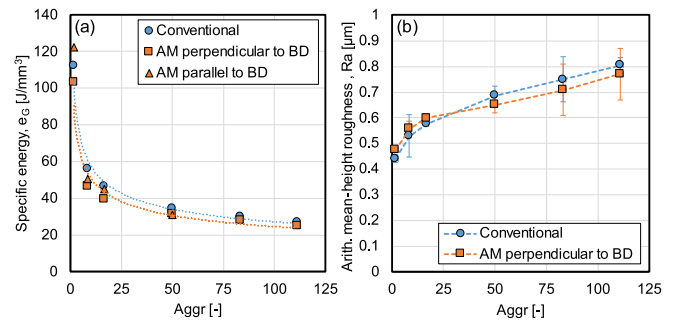 (a)
Conventional
AM perpendicular to BD
AM parallel to BD
Specific energy, e_G [J/mm³]
140
120
100
80
60
40
20
0
0 25 50 75 100 125
Aggr [-]
(b)
Arith. mean-height roughness , Ra [µm]
1
0.9
0.8
0.7
0.6
0.5
0.4
0.3
0.2
0.1
0
Conventional
AM perpendicular to BD
0 25 50 75 100 125
Aggr [-]